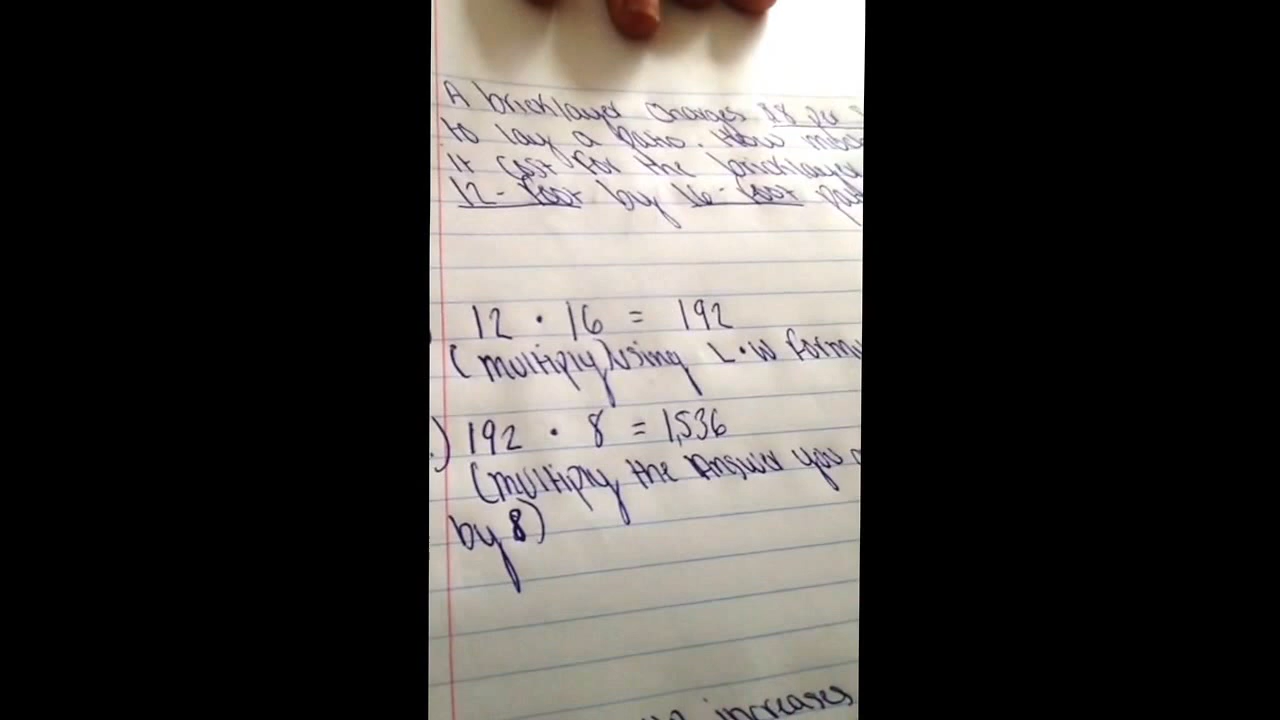 A bricklayer charges $8 per
to lay a patio. How much
it cost for the bricklayer
12-foot by 16-foot
) 12 · 16 = 192
(multiply) using L·W
.) 192 · 8 = 1,536
(multiply the Answer you
by 8)
increases